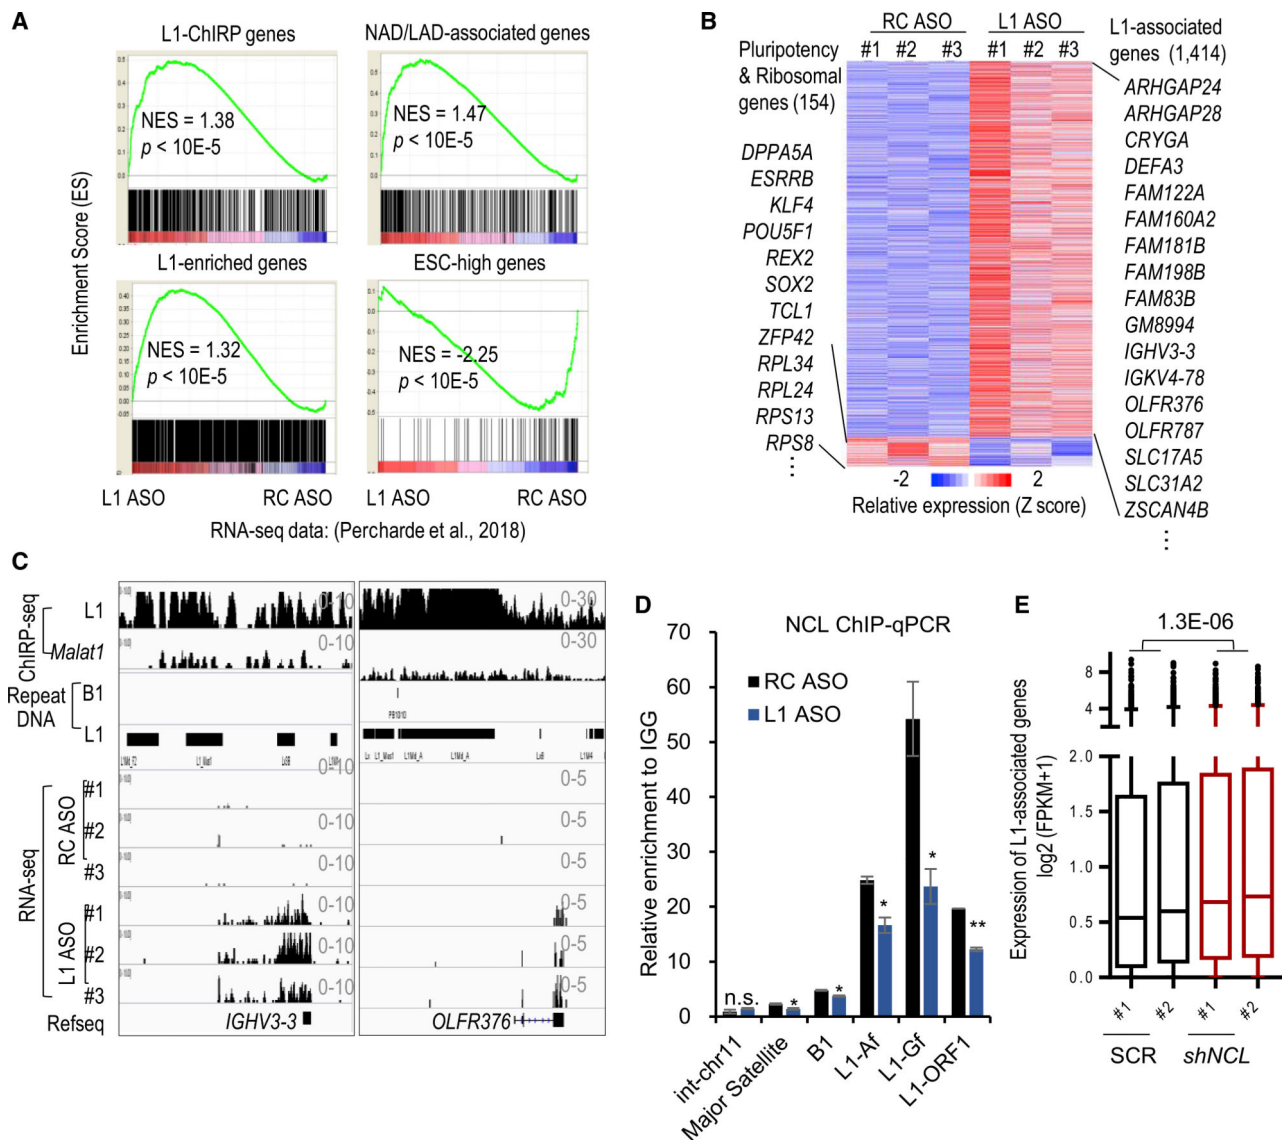 A
L1-ChIRP genes
NAD/LAD-associated genes
NES = 1.38
p < 10E-5
NES = 1.47
p < 10E-5
L1-enriched genes
ESC-high genes
NES = 1.32
p < 10E-5
NES = -2.25
p < 10E-5
Enrichment Score (ES)
L1 ASO
RC ASO
L1 ASO
RC ASO
RNA-seq data: (Percharde et al., 2018)
B
RC ASO
L1 ASO
#1 #2 #3 #1 #2 #3
Pluripotency
& Ribosomal
genes (154)
DPPA5A
ESRRB
KLF4
POU5F1
REX2
SOX2
TCL1
ZFP42
RPL34
RPL24
RPS13
RPS8
⋮
L1-associated
genes (1,414)
ARHGAP24
ARHGAP28
CRYGA
DEFA3
FAM122A
FAM160A2
FAM181B
FAM198B
FAM83B
GM8994
IGHV3-3
IGKV4-78
OLFR376
OLFR787
SLC17A5
SLC31A2
ZSCAN4B
⋮
-2 2
Relative expression (Z score)
C
ChIRP-seq
L1
0-10
0-30
Malat1
0-10
0-30
Repeat
DNA
B1
L1
L1Md_A
L1Md_A
RNA-seq
RC ASO
#1
0-10
0-5
#2
0-10
0-5
#3
0-10
0-5
L1 ASO
#1
0-10
0-5
#2
0-10
0-5
#3
0-10
0-5
Refseq
IGHV3-3
OLFR376
D
NCL ChIP-qPCR
RC ASO
L1 ASO
Relative enrichment to IGG
70
60
50
40
30
20
10
0
n.s.
*
*
*
*
**
int-chr11
Major Satellite
B1
L1-Af
L1-Gf
L1-ORF1
E
1.3E-06
Expression of L1-associated genes
log2 (FPKM+1)
8
4
2.0
1.5
1.0
0.5
0.0
#1 #2 #1 #2
SCR
shNCL